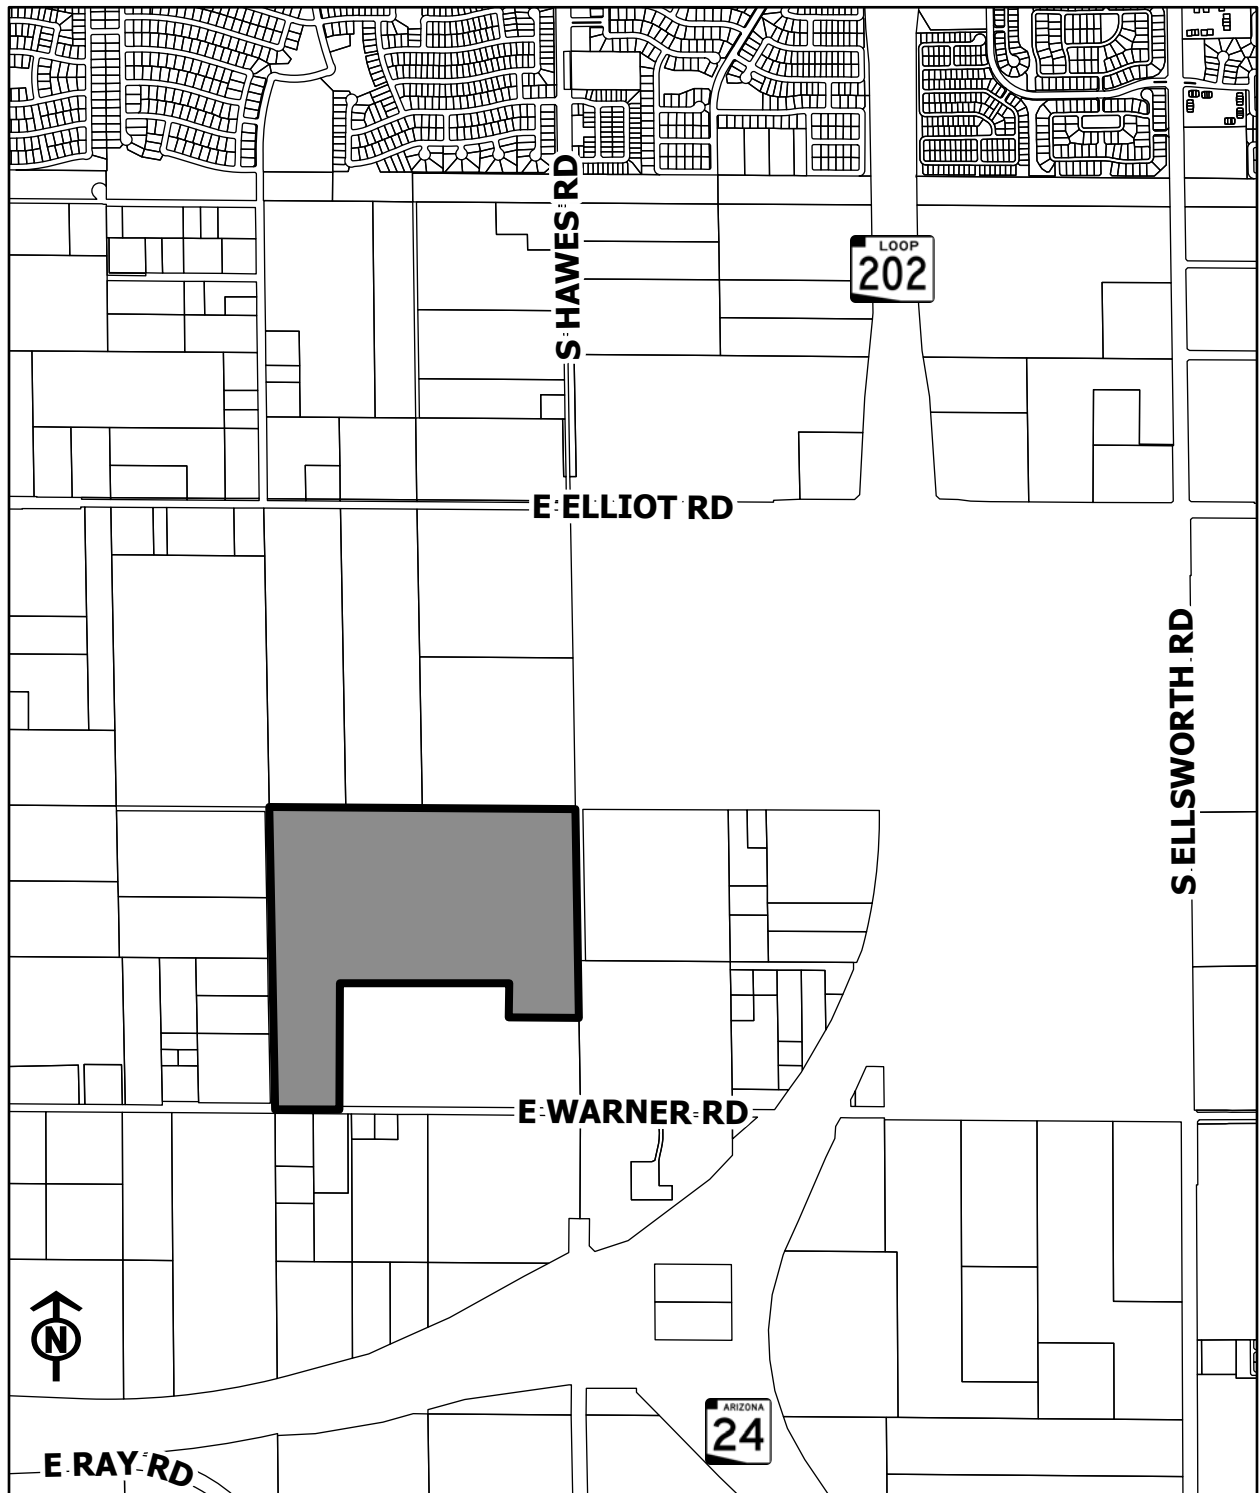 S HAWES RD
LOOP
202
E ELLIOT RD
S ELLSWORTH RD
E WARNER RD
N
ARIZONA
24
E RAY RD